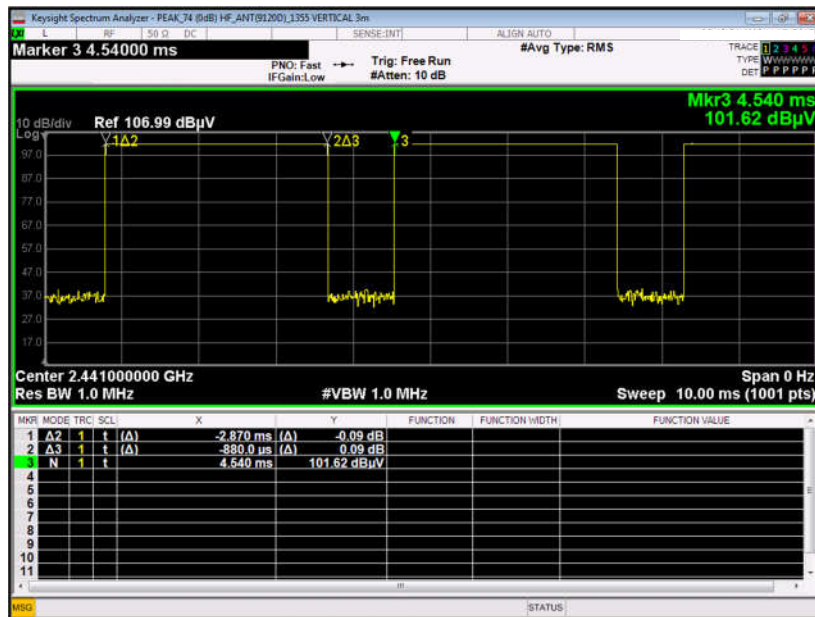 Keysight Spectrum Analyzer - PEAK_74 (0dB) HF_ANT(9120D)_1355 VERTICAL 3m
L RF 50 Ω DC SENSE:INT ALIGN AUTO
Marker 3 4.54000 ms
PNO: Fast
IFGain:Low
Trig: Free Run
#Atten: 10 dB
#Avg Type: RMS
TRACE 1 2 3 4 5
TYPE W
DET P P P P P P
Mkr3 4.540 ms
101.62 dBµV
10 dB/div Ref 106.99 dBµV
Log
1Δ2 2Δ3 3
97.0
87.0
77.0
67.0
57.0
47.0
37.0
27.0
17.0
Center 2.441000000 GHz Span 0 Hz
Res BW 1.0 MHz #VBW 1.0 MHz Sweep 10.00 ms (1001 pts)
MKR MODE TRC SCL X Y FUNCTION FUNCTION WIDTH FUNCTION VALUE
1 Δ2 1 t (Δ) -2.870 ms (Δ) -0.09 dB
2 Δ3 1 t (Δ) -880.0 µs (Δ) 0.09 dB
3 N 1 t 4.540 ms 101.62 dBµV
4
5
6
7
8
9
10
11
MSG STATUS